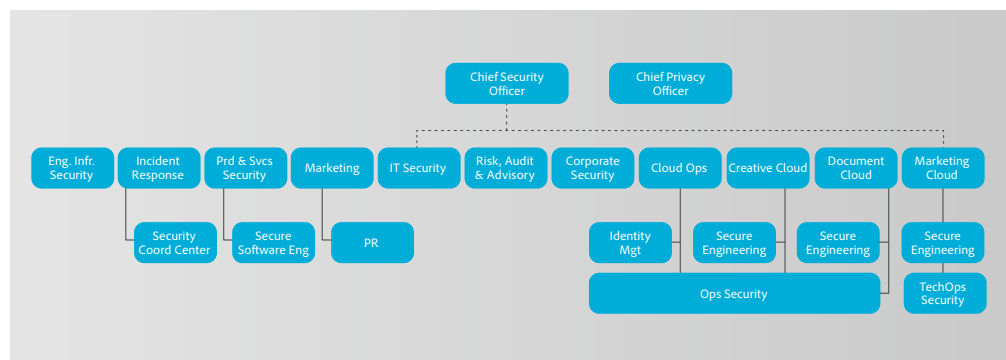 Chief Security
Officer
Chief Privacy
Officer
Eng. Infr.
Security
Incident
Response
Prd & Svcs
Security
Marketing
IT Security
Risk, Audit
& Advisory
Corporate
Security
Cloud Ops
Creative Cloud
Document
Cloud
Marketing
Cloud
Security
Coord Center
Secure
Software Eng
PR
Identity
Mgt
Secure
Engineering
Secure
Engineering
Secure
Engineering
Ops Security
TechOps
Security